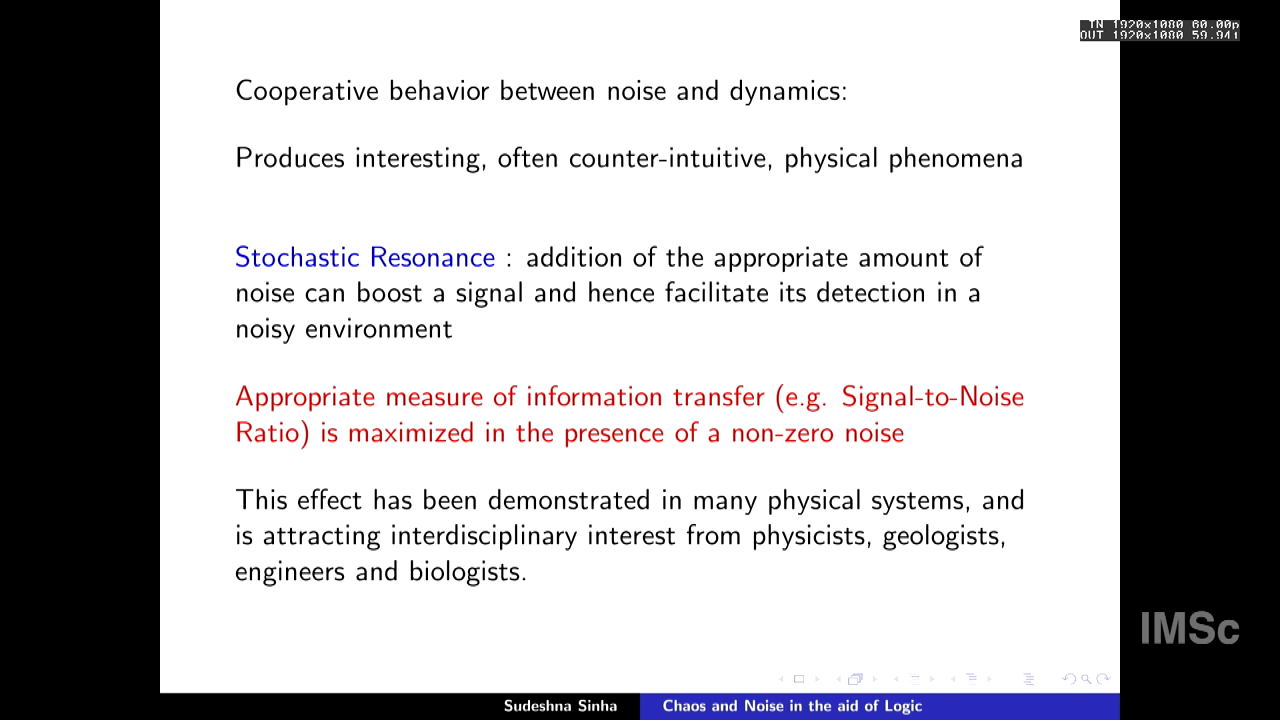 IN 1920x1080 60.00p
OUT 1920x1080 59.94i
Cooperative behavior between noise and dynamics:
Produces interesting, often counter-intuitive, physical phenomena
Stochastic Resonance : addition of the appropriate amount of
noise can boost a signal and hence facilitate its detection in a
noisy environment
Appropriate measure of information transfer (e.g. Signal-to-Noise
Ratio) is maximized in the presence of a non-zero noise
This effect has been demonstrated in many physical systems, and
is attracting interdisciplinary interest from physicists, geologists,
engineers and biologists.
IMSc
Sudeshna Sinha
Chaos and Noise in the aid of Logic